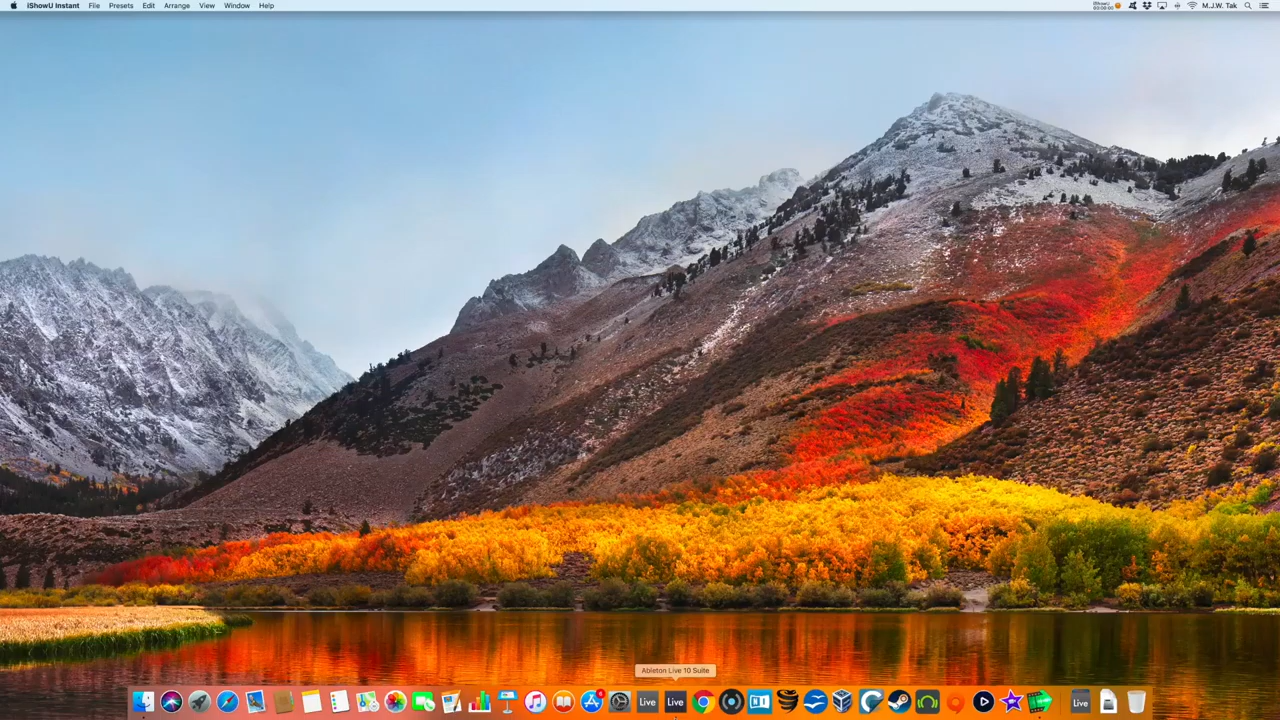 iShowU Instant File Presets Edit Arrange View Window Help
M.J.W. Tak
Ableton Live 10 Suite
Live Live Live